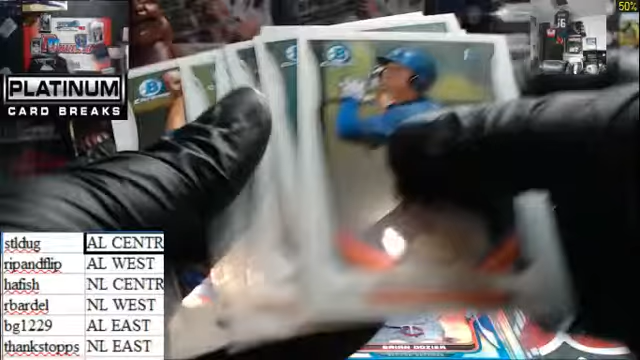 50%
PLATINUM
CARD BREAKS
stldug AL CENTR
ripandflip AL WEST
hafish NL CENTR
rbardel NL WEST
bg1229 AL EAST
thankstopps NL EAST
BRIAN DOZIER